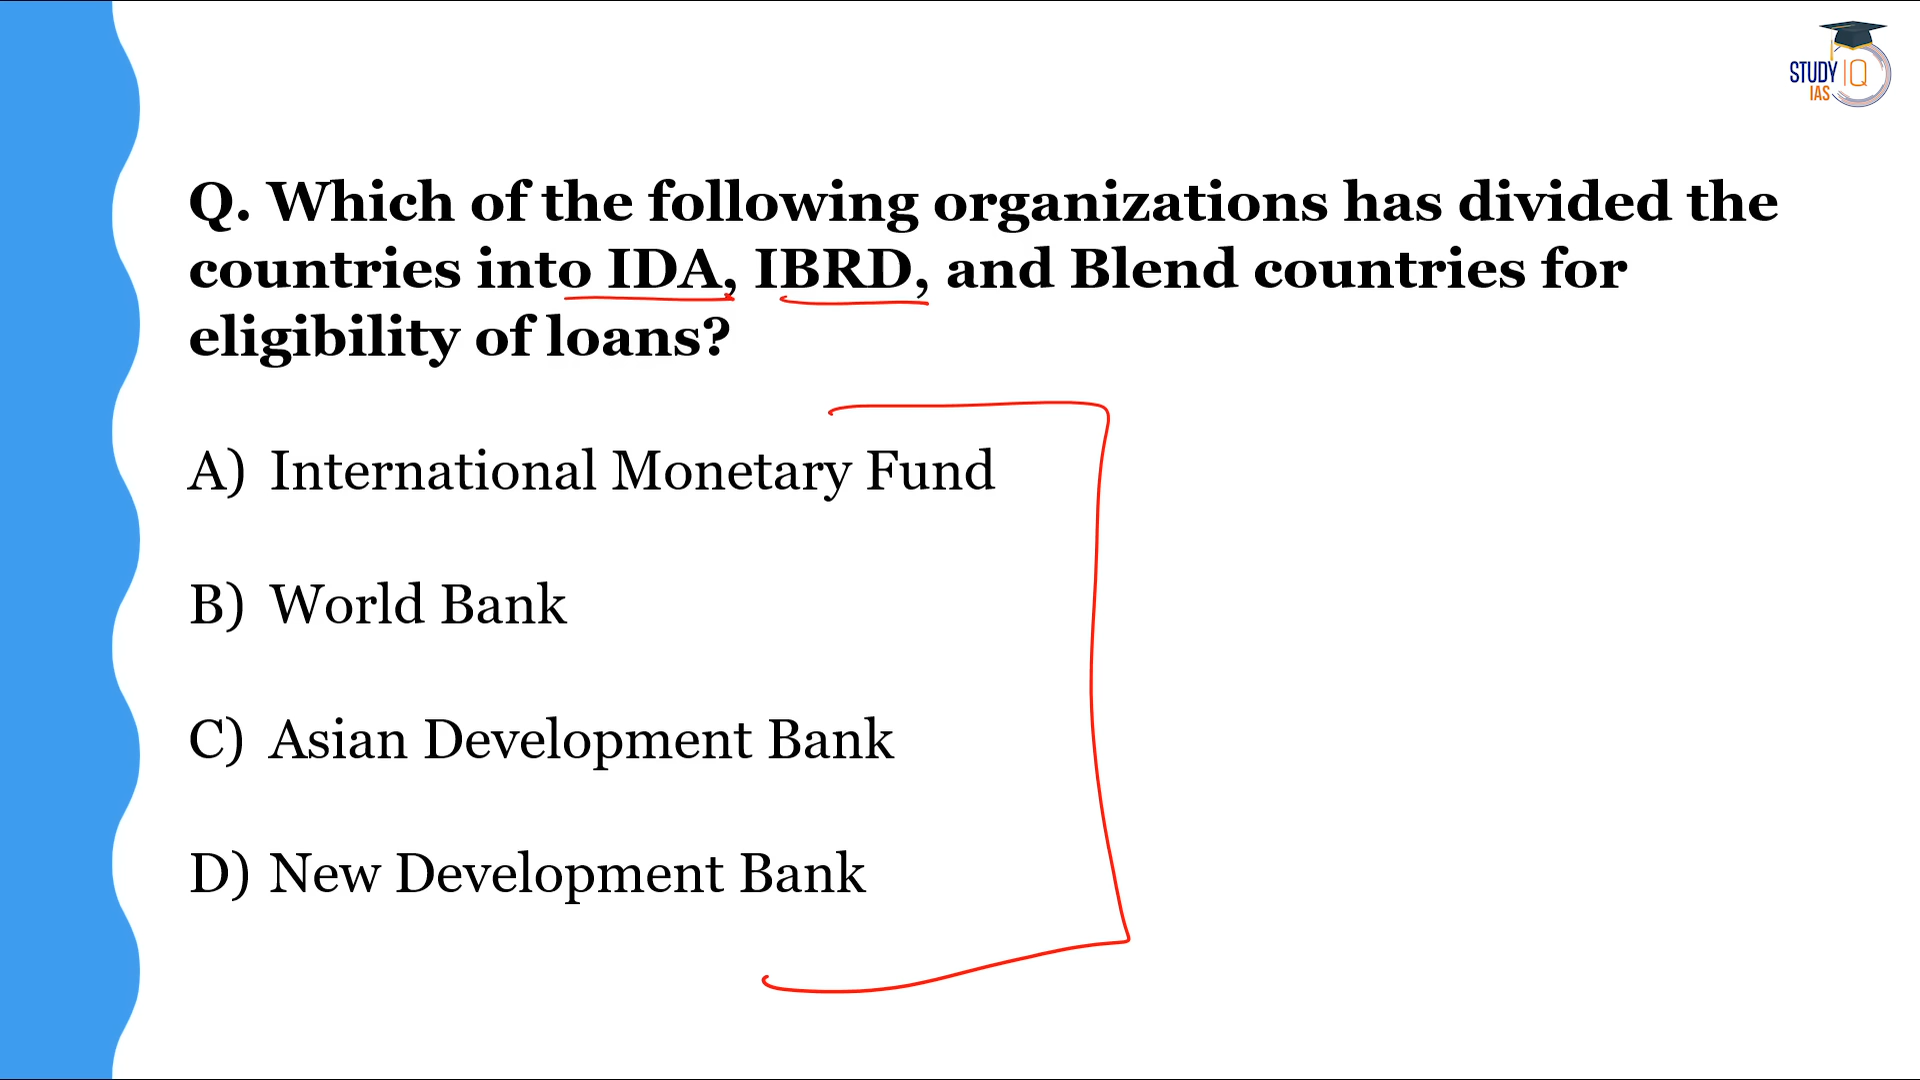 STUDY IQ
IAS
Q. Which of the following organizations has divided the
countries into IDA, IBRD, and Blend countries for
eligibility of loans?
A) International Monetary Fund
B) World Bank
C) Asian Development Bank
D) New Development Bank